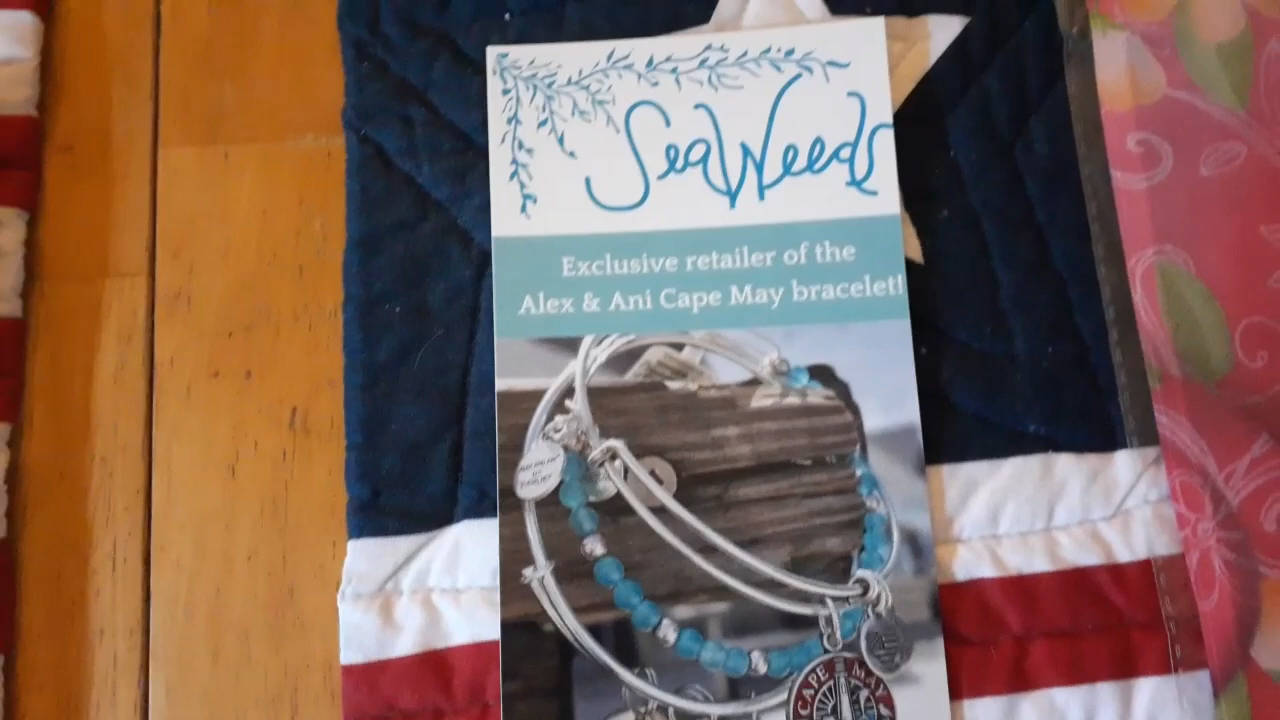 SeaWeeds
Exclusive retailer of the
Alex & Ani Cape May bracelet!
CAPE MAY